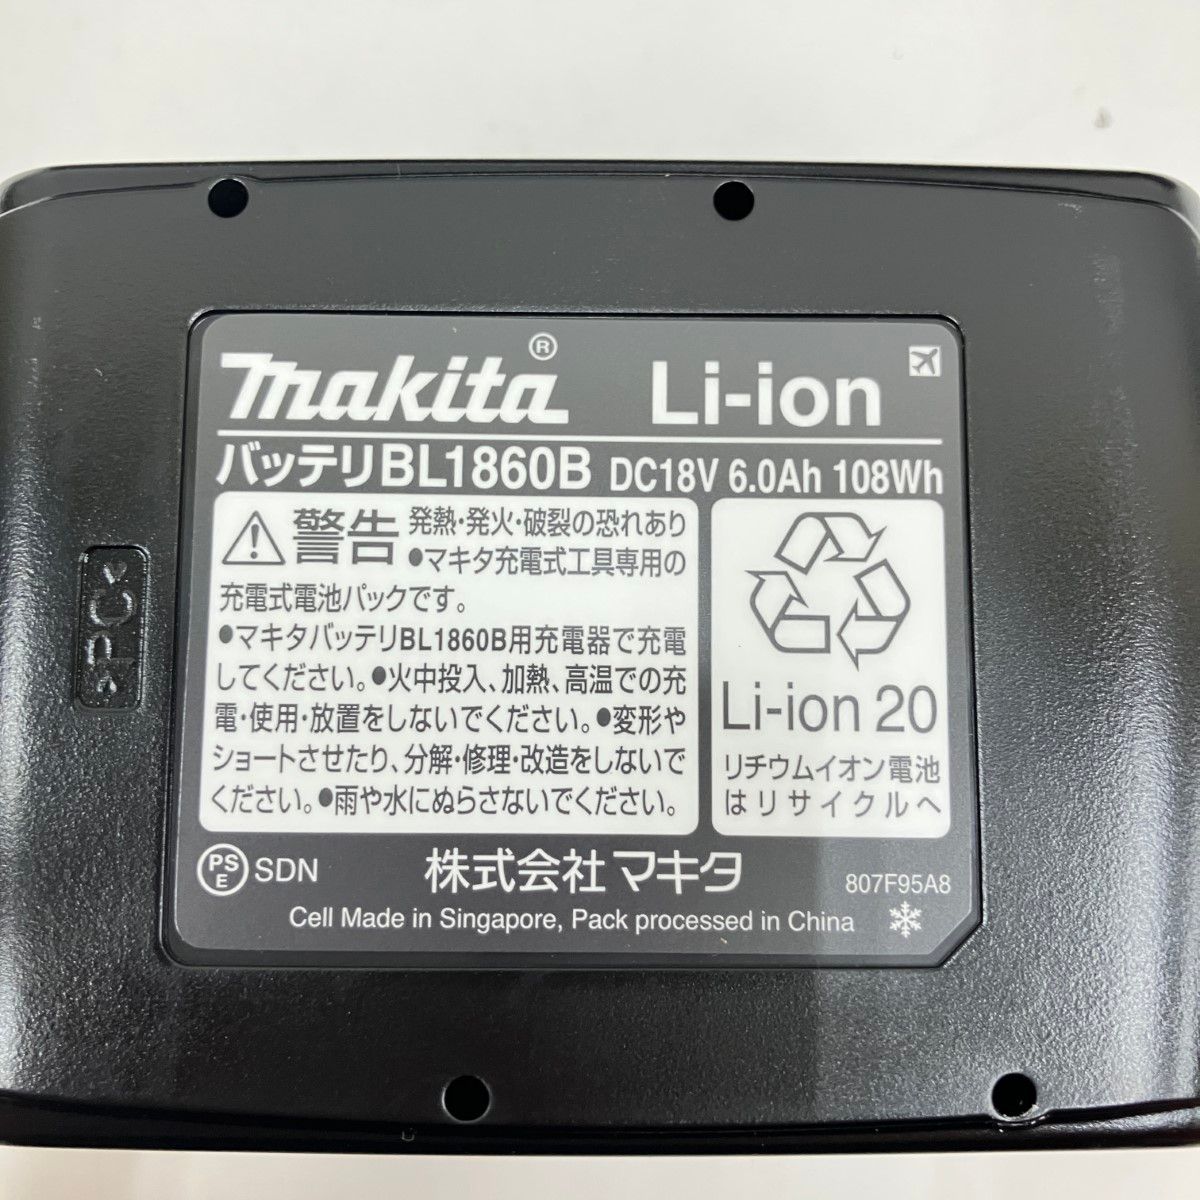 makita® Li-ion
バッテリBL1860B DC18V 6.0Ah 108Wh
警告 発熱・発火・破裂の恐れあり
●マキタ充電式工具専用の
充電式電池パックです。
●マキタバッテリBL1860B用充電器で充電
してください。●火中投入、加熱、高温での充
電・使用・放置をしないでください。●変形や
ショートさせたり、分解・修理・改造をしないで
ください。●雨や水にぬらさないでください。
Li-ion 20
リチウムイオン電池
はリサイクルへ
PS
E SDN 株式会社 マキタ 807F95A8
Cell Made in Singapore, Pack processed in China
>PC<